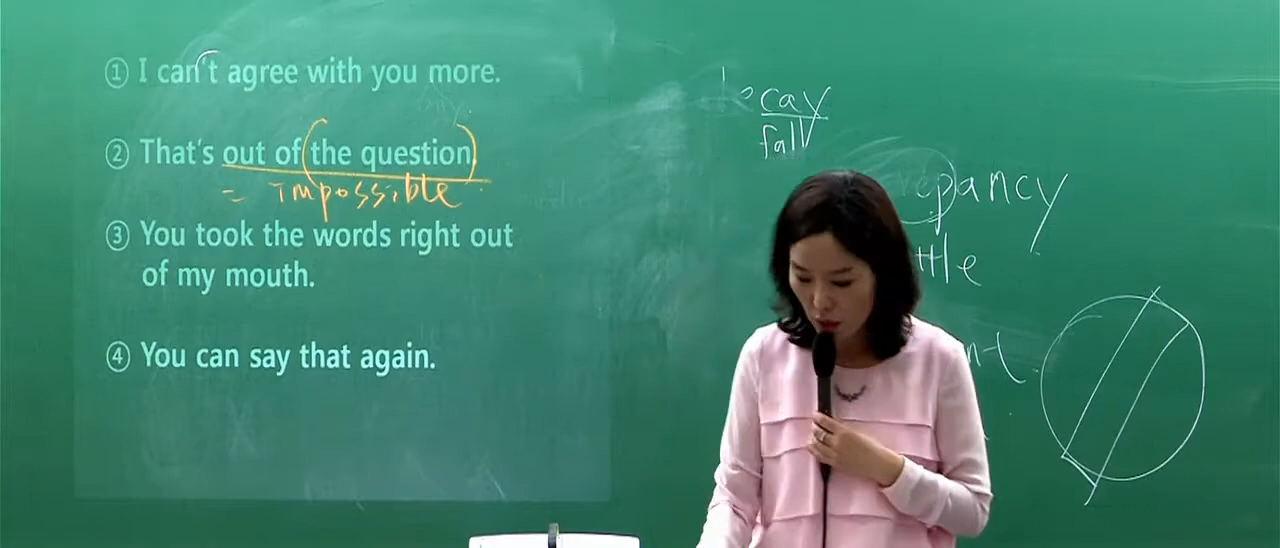 ① I can't agree with you more.
② That's out of (the question).
= impossible
③ You took the words right out
of my mouth.
④ You can say that again.
decay
fall